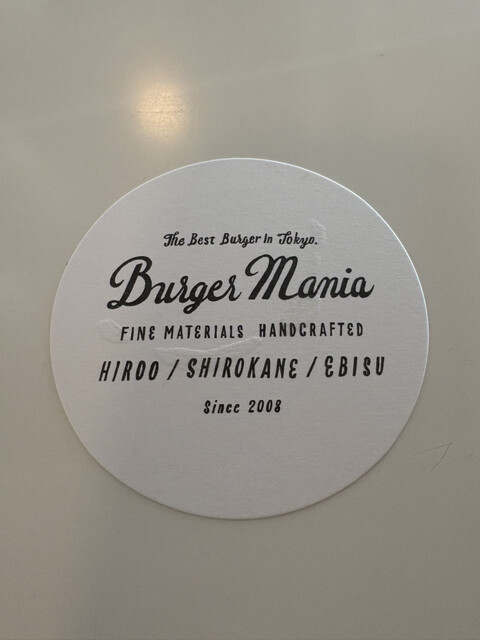 The Best Burger In Tokyo.
Burger Mania
FINE MATERIALS HANDCRAFTED
HIROO / SHIROKANE / EBISU
Since 2008